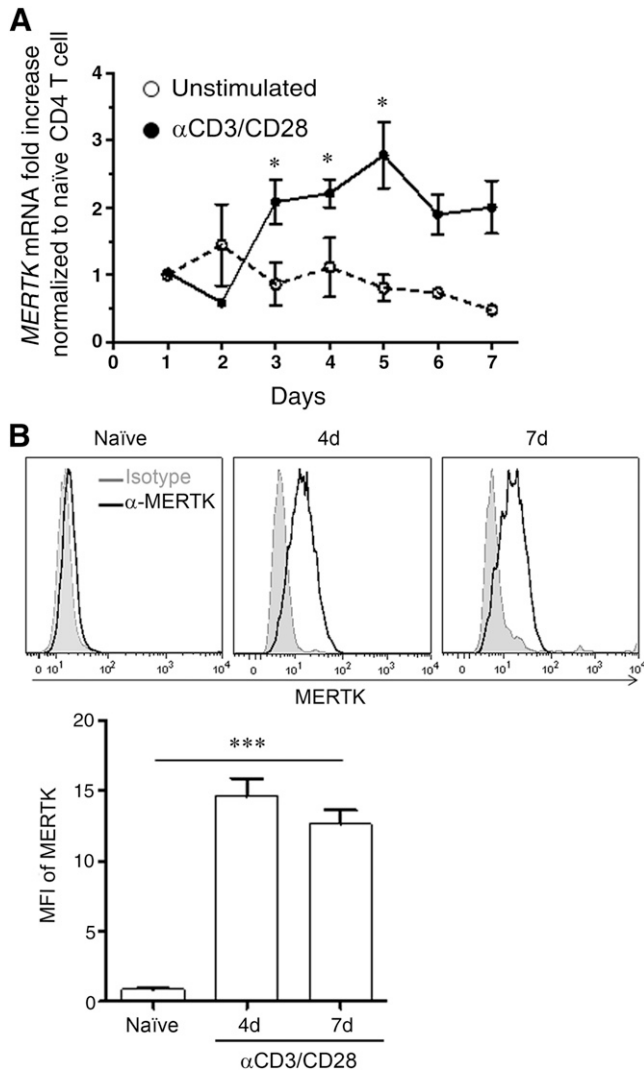 A
MERTK mRNA fold increase
normalized to naïve CD4 T cell
4
3
2
1
0
Unstimulated
αCD3/CD28
*
*
*
0 1 2 3 4 5 6 7
Days
B
Naïve 4d 7d
Isotype
α-MERTK
0 10¹ 10² 10³ 10⁴ 0 10¹ 10² 10³ 10⁴ 0 10¹ 10² 10³ 10⁴
MERTK
MFI of MERTK
20
15
10
5
0
***
Naïve 4d 7d
αCD3/CD28